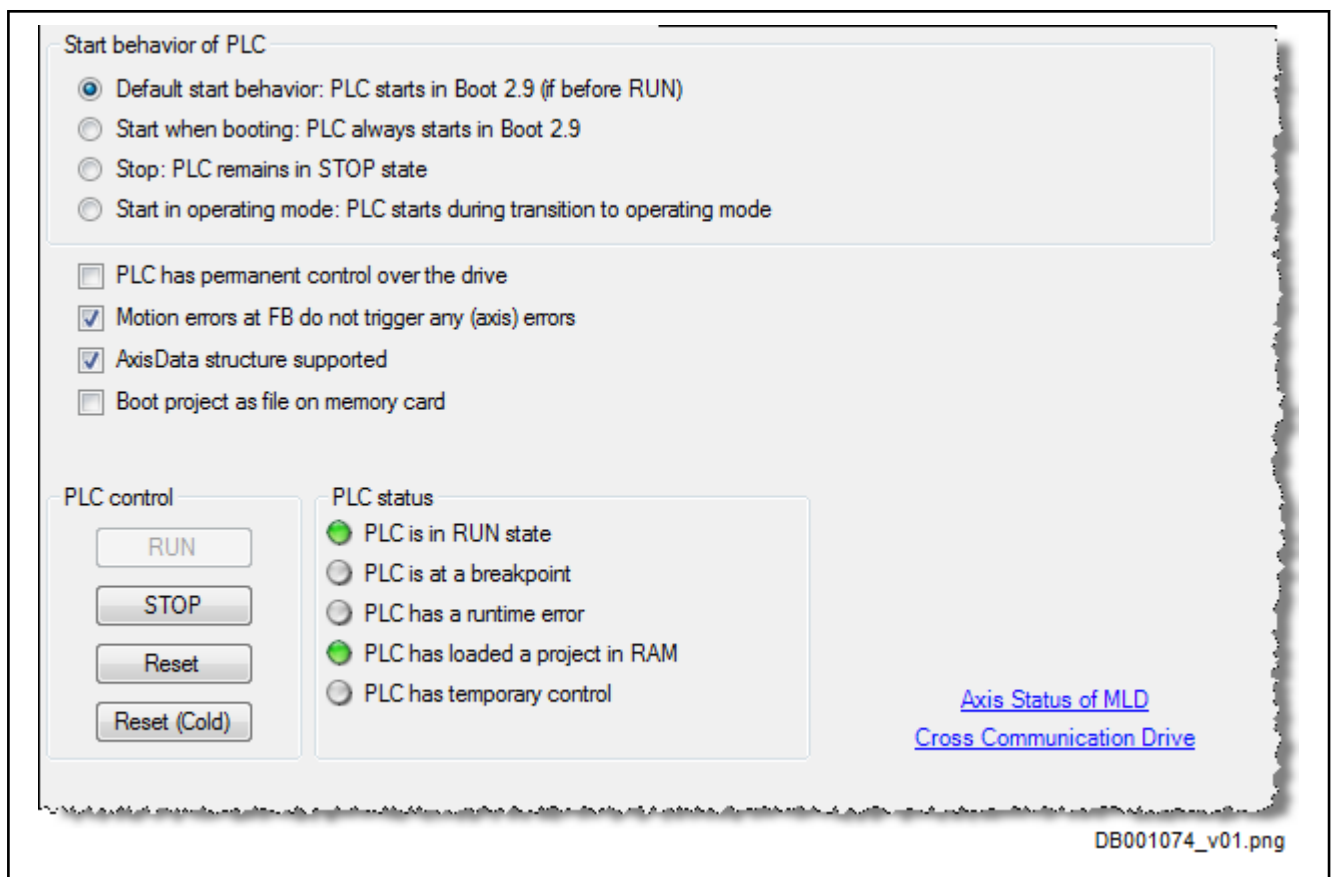 Start behavior of PLC
Default start behavior: PLC starts in Boot 2.9 (if before RUN)
Start when booting: PLC always starts in Boot 2.9
Stop: PLC remains in STOP state
Start in operating mode: PLC starts during transition to operating mode
PLC has permanent control over the drive
Motion errors at FB do not trigger any (axis) errors
AxisData structure supported
Boot project as file on memory card
PLC control
RUN
STOP
Reset
Reset (Cold)
PLC status
PLC is in RUN state
PLC is at a breakpoint
PLC has a runtime error
PLC has loaded a project in RAM
PLC has temporary control
Axis Status of MLD
Cross Communication Drive
DB001074_v01.png